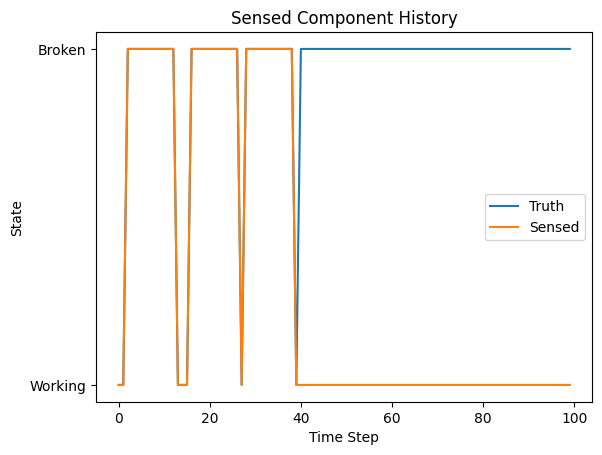 Sensed Component History
Broken
State
Truth
Sensed
Working
0 20 40 60 80 100
Time Step